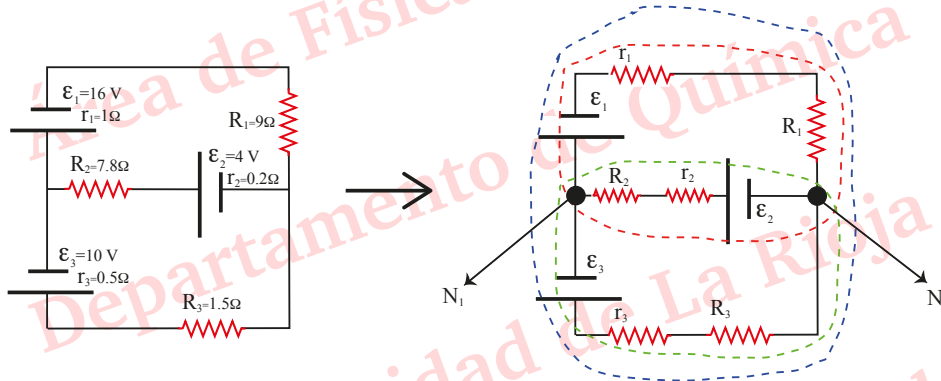 Área de Física
Departamento de Química
Universidad de La Rioja
ε₁=16 V
r₁=1Ω
R₁=9Ω
R₂=7.8Ω
ε₂=4 V
r₂=0.2Ω
ε₃=10 V
r₃=0.5Ω
R₃=1.5Ω
r₁
ε₁
R₁
R₂
r₂
ε₂
ε₃
r₃
R₃
N₁
N